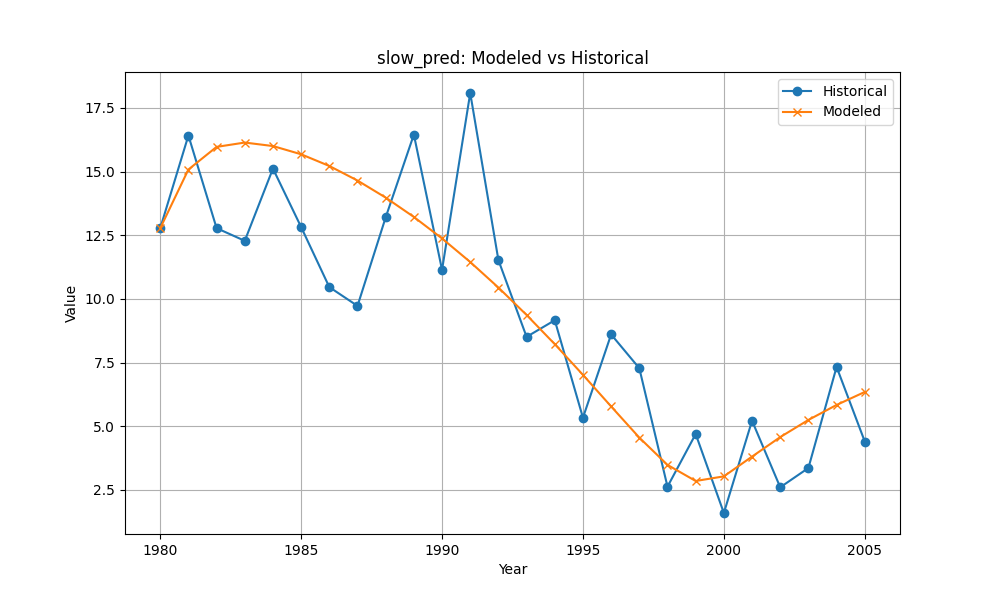 slow_pred: Modeled vs Historical
Historical
Modeled
Value
17.5
15.0
12.5
10.0
7.5
5.0
2.5
1980 1985 1990 1995 2000 2005
Year